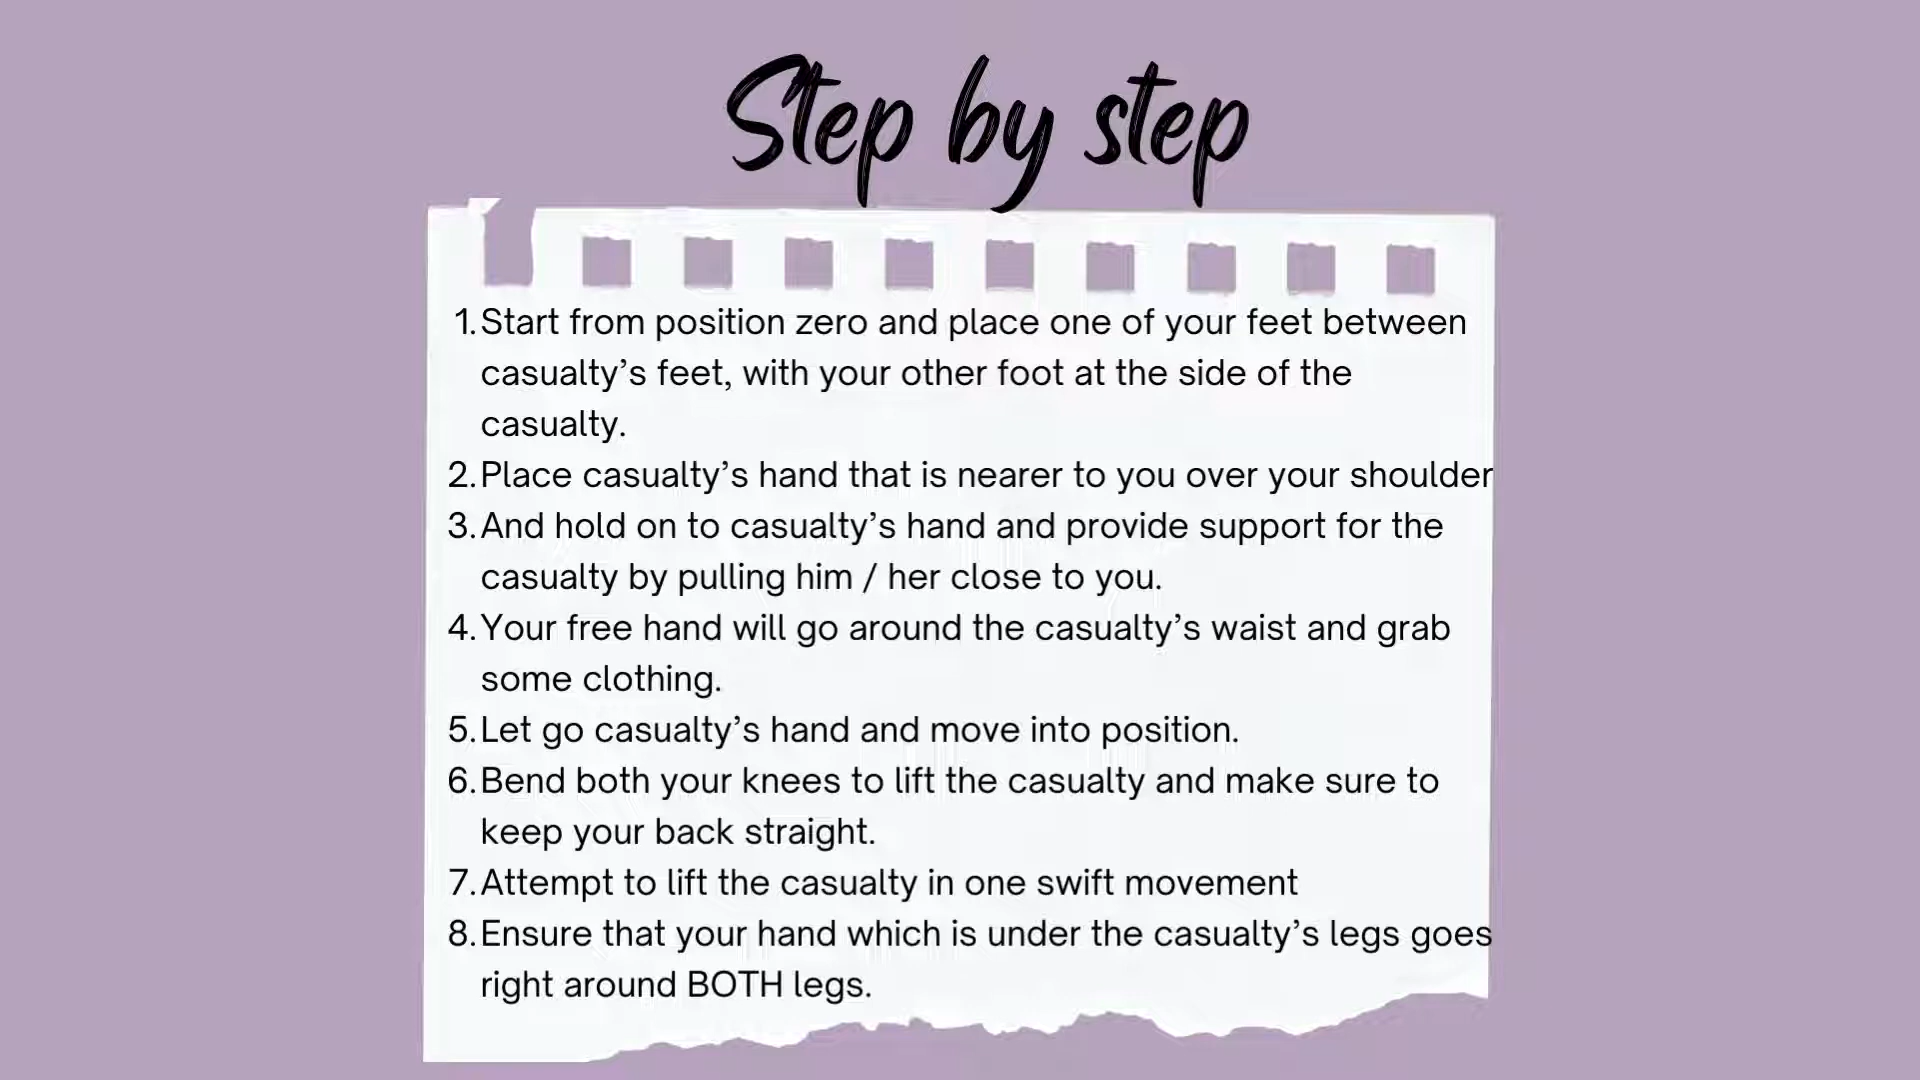 Step by step
1. Start from position zero and place one of your feet between
casualty’s feet, with your other foot at the side of the
casualty.
2. Place casualty’s hand that is nearer to you over your shoulder
3. And hold on to casualty’s hand and provide support for the
casualty by pulling him / her close to you.
4. Your free hand will go around the casualty’s waist and grab
some clothing.
5. Let go casualty’s hand and move into position.
6. Bend both your knees to lift the casualty and make sure to
keep your back straight.
7. Attempt to lift the casualty in one swift movement
8. Ensure that your hand which is under the casualty’s legs goes
right around BOTH legs.